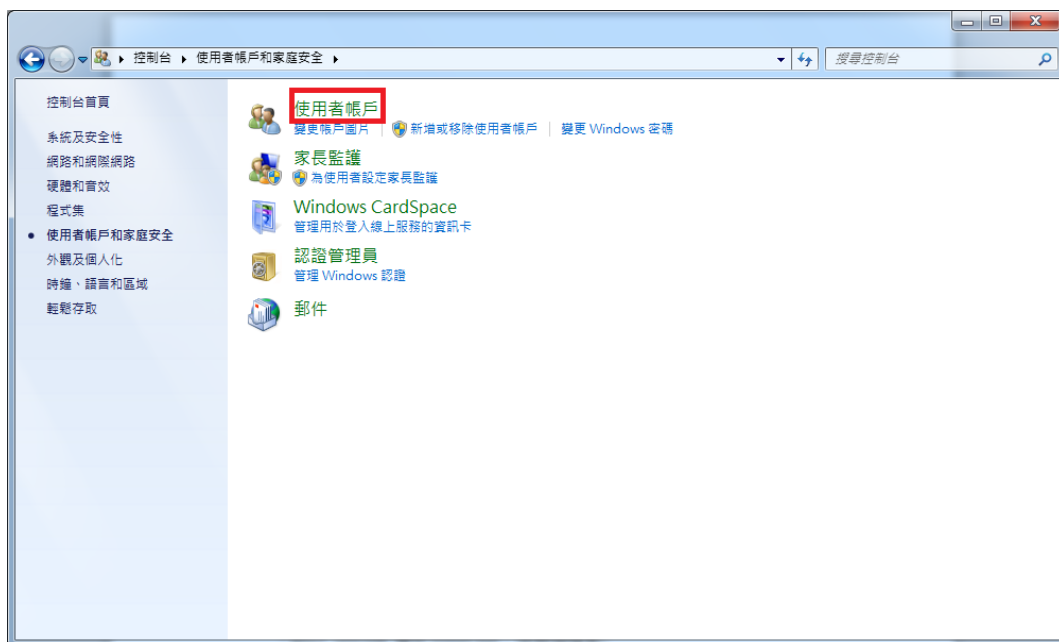 控制台 ▸ 使用者帳戶和家庭安全 ▸
搜尋控制台
控制台首頁
系統及安全性
網路和網際網路
硬體和音效
程式集
使用者帳戶和家庭安全
外觀及個人化
時鐘、語言和區域
輕鬆存取
使用者帳戶
變更帳戶圖片 | 新增或移除使用者帳戶 | 變更 Windows 密碼
家長監護
為使用者設定家長監護
Windows CardSpace
管理用於登入線上服務的資訊卡
認證管理員
管理 Windows 認證
郵件